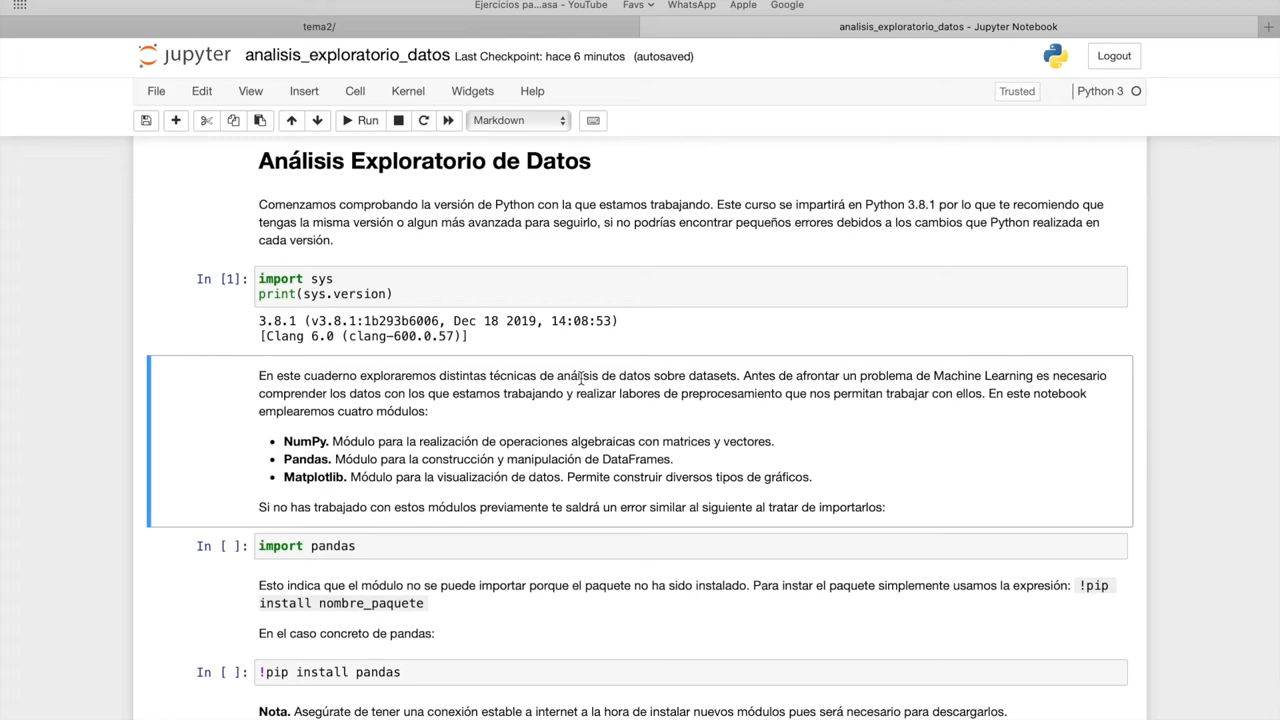 Ejercicios pa...asa - YouTube Favs WhatsApp Apple Google
tema2/ analisis_exploratorio_datos - Jupyter Notebook
jupyter analisis_exploratorio_datos Last Checkpoint: hace 6 minutos (autosaved) Logout
File Edit View Insert Cell Kernel Widgets Help Trusted Python 3
Run Markdown
Análisis Exploratorio de Datos
Comenzamos comprobando la versión de Python con la que estamos trabajando. Este curso se impartirá en Python 3.8.1 por lo que te recomiendo que
tengas la misma versión o algun más avanzada para seguirlo, si no podrías encontrar pequeños errores debidos a los cambios que Python realizada en
cada versión.
In [1]: import sys
print(sys.version)
3.8.1 (v3.8.1:1b293b6006, Dec 18 2019, 14:08:53)
[Clang 6.0 (clang-600.0.57)]
En este cuaderno exploraremos distintas técnicas de análisis de datos sobre datasets. Antes de afrontar un problema de Machine Learning es necesario
comprender los datos con los que estamos trabajando y realizar labores de preprocesamiento que nos permitan trabajar con ellos. En este notebook
emplearemos cuatro módulos:
• NumPy. Módulo para la realización de operaciones algebraicas con matrices y vectores.
• Pandas. Módulo para la construcción y manipulación de DataFrames.
• Matplotlib. Módulo para la visualización de datos. Permite construir diversos tipos de gráficos.
Si no has trabajado con estos módulos previamente te saldrá un error similar al siguiente al tratar de importarlos:
In [ ]: import pandas
Esto indica que el módulo no se puede importar porque el paquete no ha sido instalado. Para instar el paquete simplemente usamos la expresión: !pip
install nombre_paquete
En el caso concreto de pandas:
In [ ]: !pip install pandas
Nota. Asegúrate de tener una conexión estable a internet a la hora de instalar nuevos módulos pues será necesario para descargarlos.